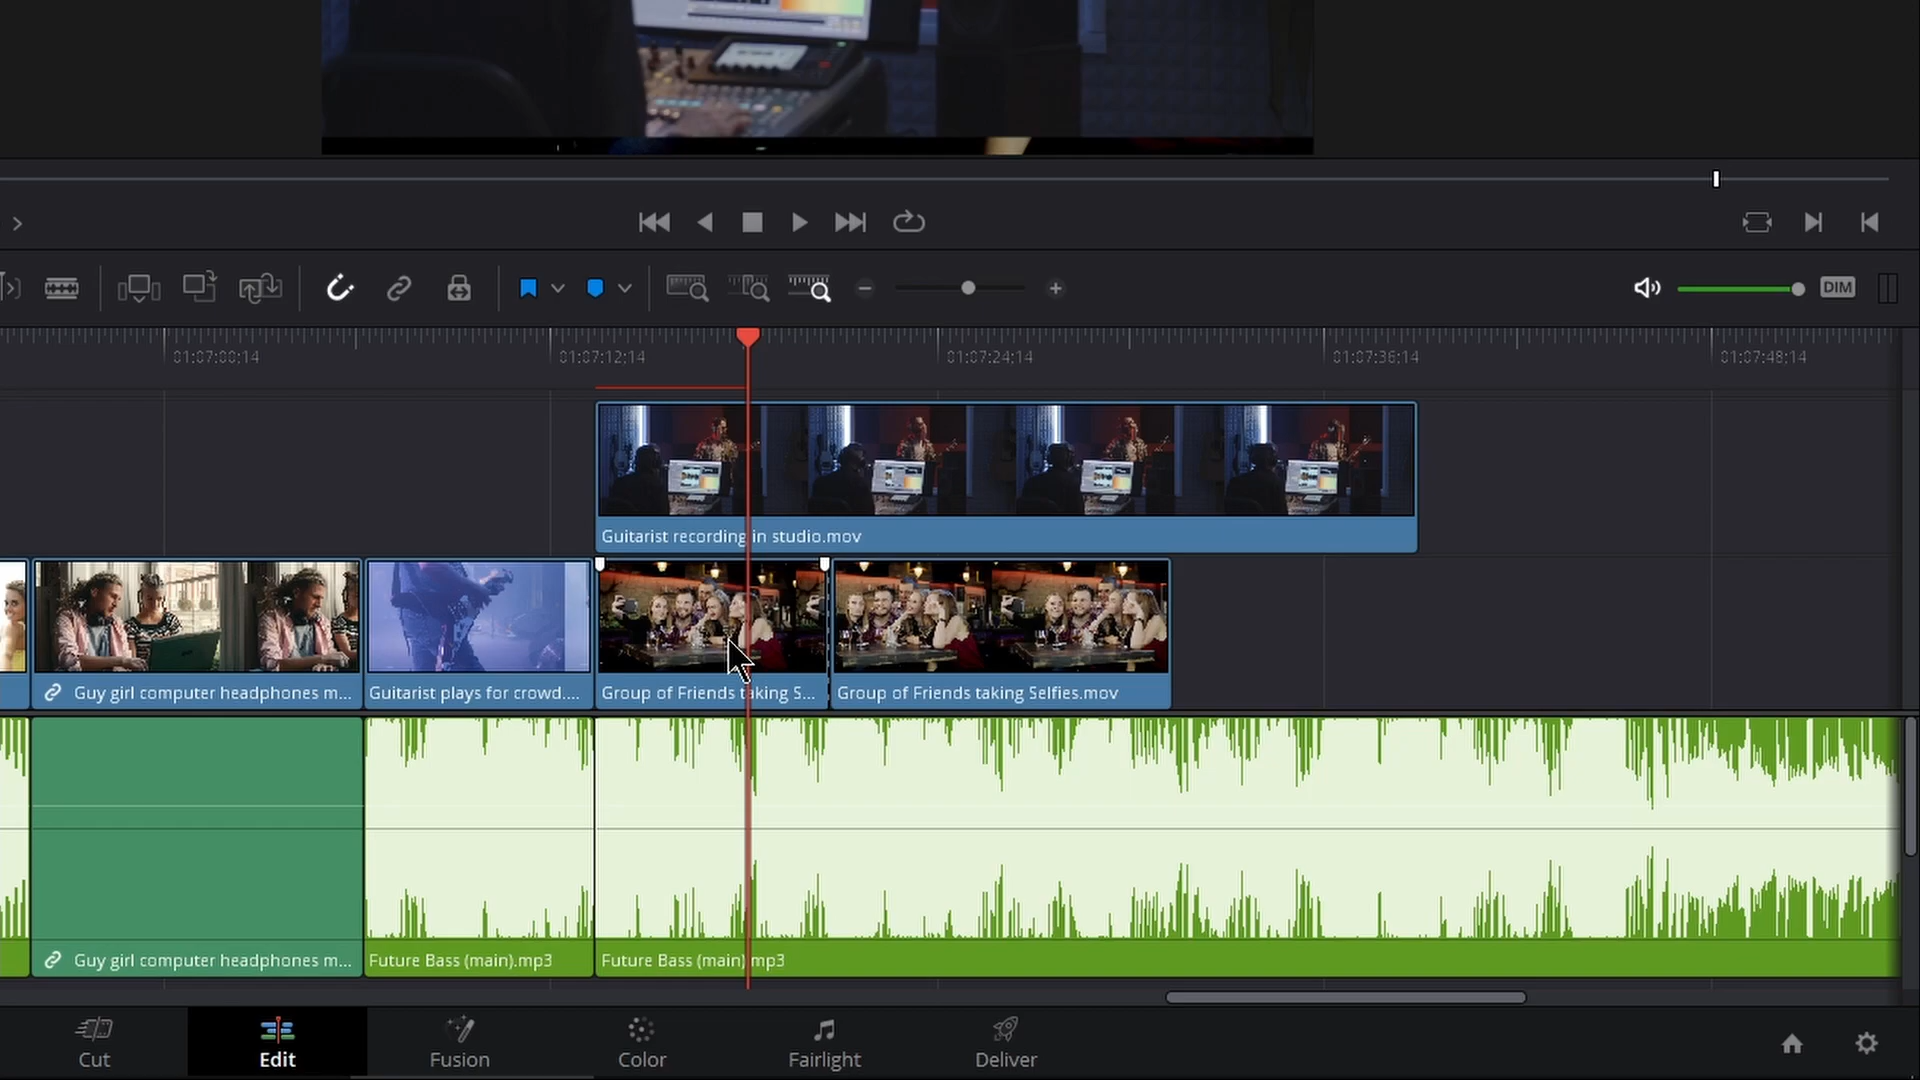 DIM
01:07:00;14
01:07:12;14
01:07:24;14
01:07:36;14
01:07:48;14
Guitarist recording in studio.mov
Guy girl computer headphones m...
Guitarist plays for crowd....
Group of Friends taking S...
Group of Friends taking Selfies.mov
Guy girl computer headphones m...
Future Bass (main).mp3
Future Bass (main).mp3
Cut
Edit
Fusion
Color
Fairlight
Deliver